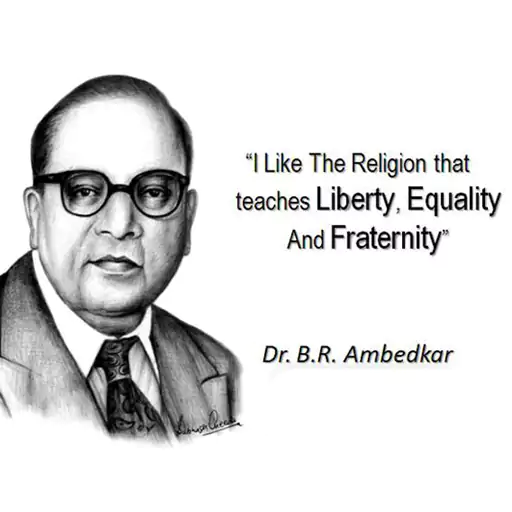 “I Like The Religion that
teaches Liberty, Equality
And Fraternity”
Dr. B.R. Ambedkar